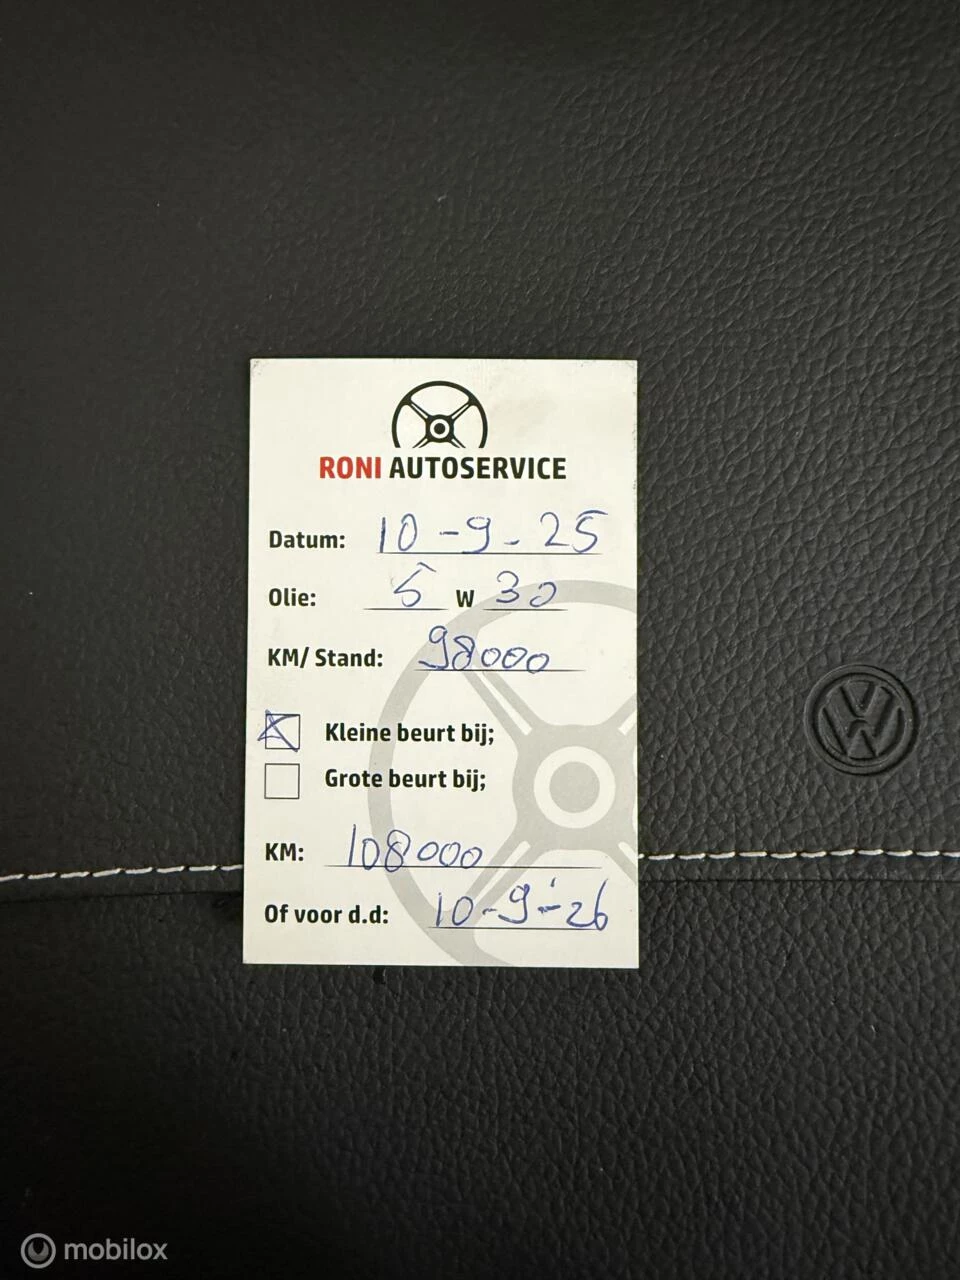 RONI AUTOSERVICE
Datum: 10-9-25
Olie: 5 W 30
KM/ Stand: 98000
Kleine beurt bij;
Grote beurt bij;
KM: 108000
Of voor d.d: 10-9-26
mobilox